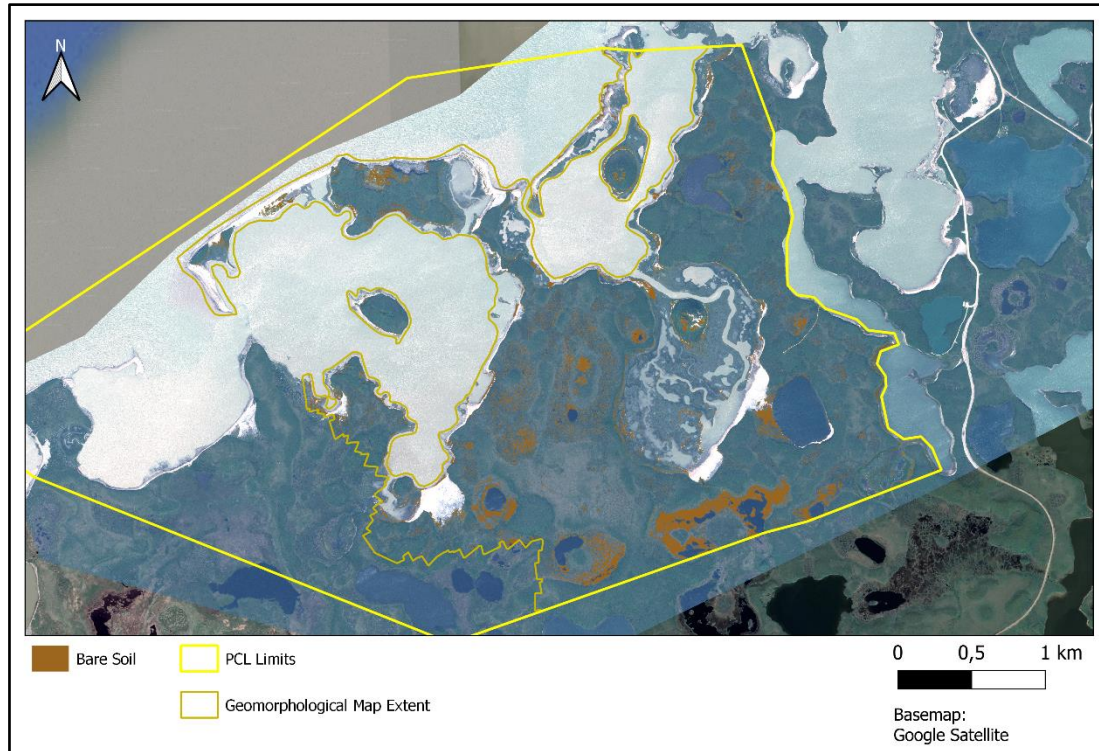 N
Bare Soil
PCL Limits
Geomorphological Map Extent
0 0,5 1 km
Basemap:
Google Satellite